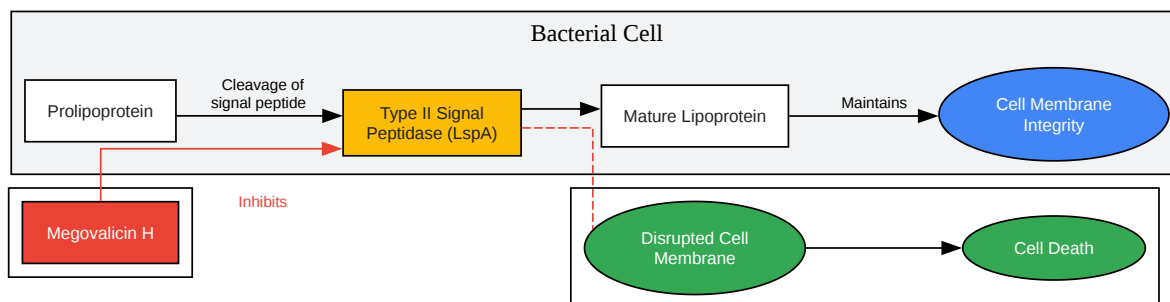 Bacterial Cell
Prolipoprotein
Cleavage of
signal peptide
Type II Signal
Peptidase (LspA)
Mature Lipoprotein
Maintains
Cell Membrane
Integrity
Megovalicin H
Inhibits
Disrupted Cell
Membrane
Cell Death